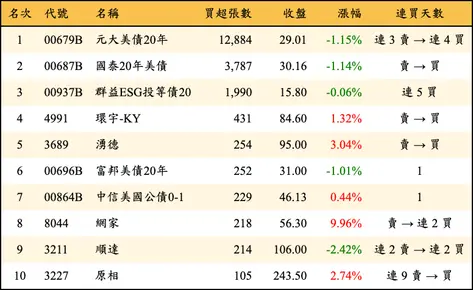 名次 代號 名稱 買超張數 收盤 漲幅 連買天數
1 00679B 元大美債20年 12,884 29.01 -1.15% 連 3 賣 → 連 4 買
2 00687B 國泰20年美債 3,787 30.16 -1.14% 賣 → 買
3 00937B 群益ESG投等債20 1,990 15.80 -0.06% 連 5 買
4 4991 環宇-KY 431 84.60 1.32% 賣 → 買
5 3689 湧德 254 95.00 3.04% 賣 → 買
6 00696B 富邦美債20年 252 31.00 -1.01% 1
7 00864B 中信美國公債0-1 229 46.13 0.44% 1
8 8044 網家 218 56.30 9.96% 賣 → 連 2 買
9 3211 順達 214 106.00 -2.42% 連 2 賣 → 連 2 買
10 3227 原相 105 243.50 2.74% 連 9 賣 → 買